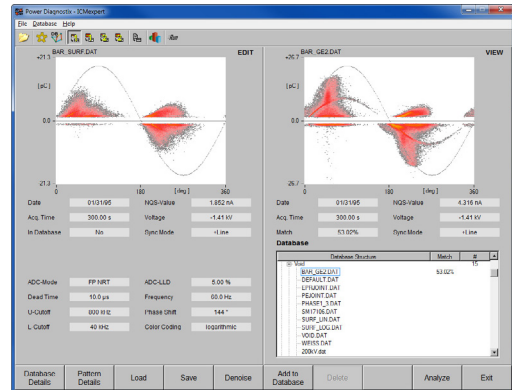 Power Diagnostix - ICMexpert
File Database Help
BAR_SURF.DAT EDIT
+21.3
[pC]
0.0
-21.3
0 180 [deg] 360
Date 01/31/95 NQS-Value 1.852 nA
Acq. Time 300.00 s Voltage -1.41 kV
In Database No Sync Mode +Line
ADC-Mode FP NRT ADC-LLD 5.00 %
Dead Time 10.0 µs Frequency 60.0 Hz
U-Cutoff 800 kHz Phase Shift 144 °
L-Cutoff 40 kHz Color Coding logarithmic
BAR_GE2.DAT VIEW
+26.7
[pC]
0.0
-26.7
0 180 [deg] 360
Date 01/31/95 NQS-Value 4.316 nA
Acq. Time 300.00 s Voltage -1.41 kV
Match 53.02% Sync Mode +Line
Database
Database Structure Match #
Void 15
BAR_GE2.DAT 53.02%
DEFAULT.DAT
EPRJOINT.DAT
PEJOINT.DAT
PHASE1_3.DAT
SM17106.DAT
SURF_LIN.DAT
SURF_LOG.DAT
VOID.DAT
WEISS.DAT
200kV.dat
Database Details
Pattern Details
Load
Save
Denoise
Add to Database
Delete
Analyze
Exit